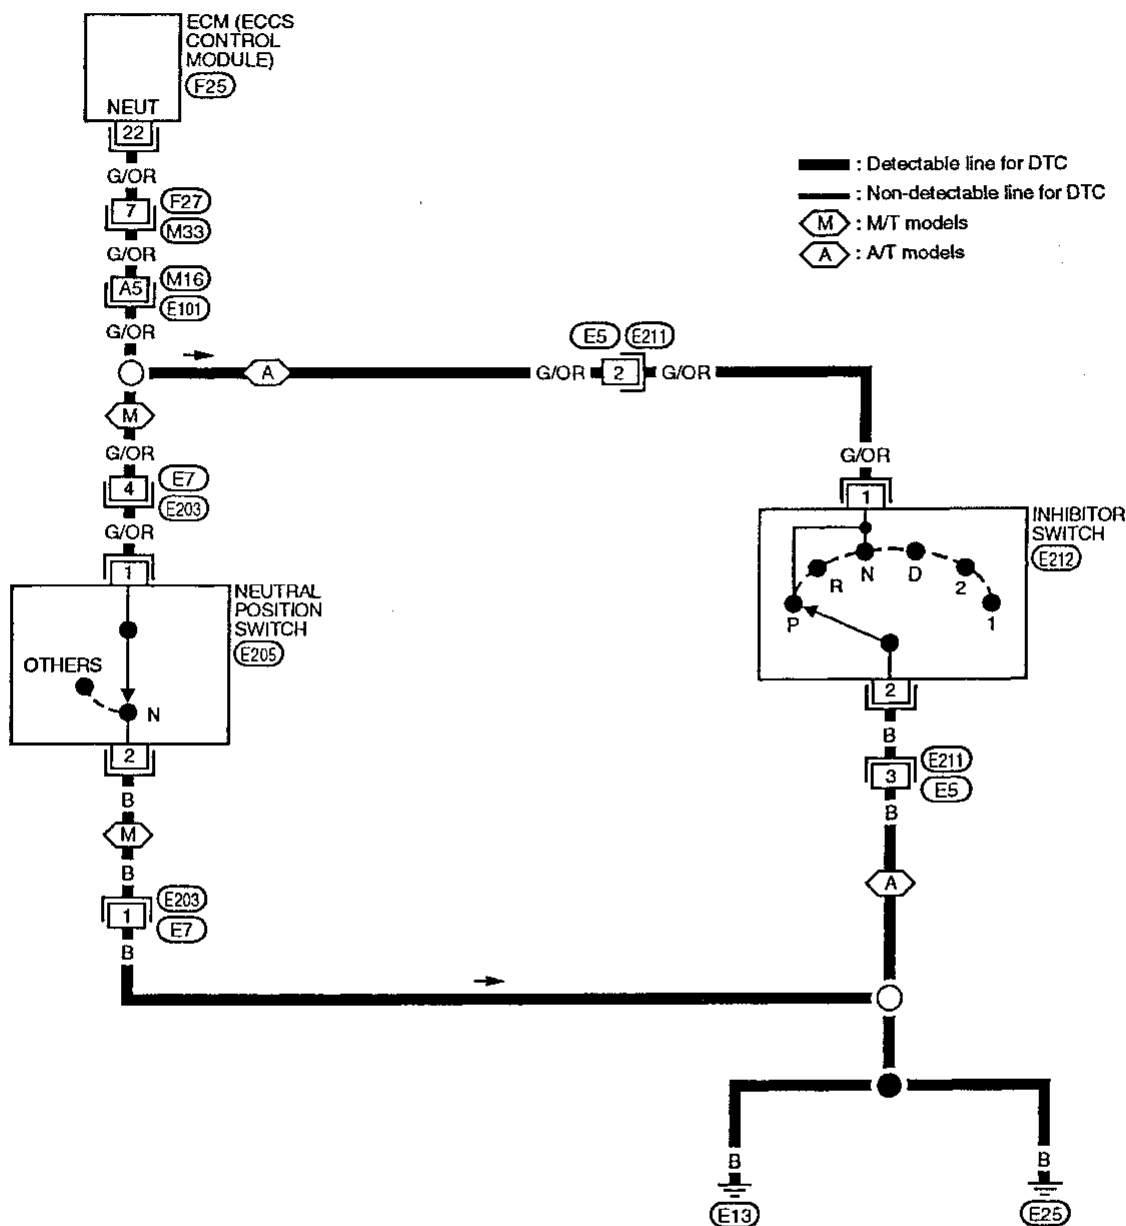 ECM (ECCS
CONTROL
MODULE)
F25
NEUT
22
G/OR
7
F27
M33
G/OR
A5
M16
E101
G/OR
: Detectable line for DTC
: Non-detectable line for DTC
M : M/T models
A : A/T models
A
G/OR
2
E5
E211
G/OR
M
G/OR
4
E7
E203
G/OR
1
NEUTRAL
POSITION
SWITCH
E205
OTHERS
N
2
B
M
B
1
E203
E7
B
G/OR
1
INHIBITOR
SWITCH
E212
P
R
N
D
2
1
2
B
3
E211
E5
B
A
B
E13
B
E25